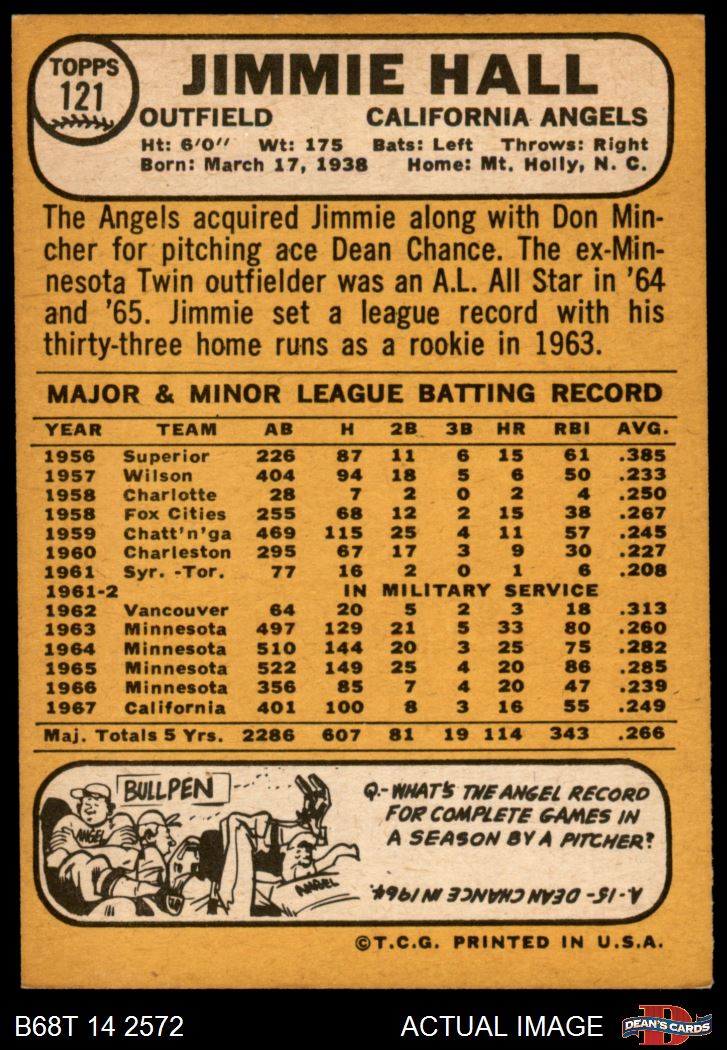 TOPPS
121
JIMMIE HALL
OUTFIELD CALIFORNIA ANGELS
Ht: 6'0" Wt: 175 Bats: Left Throws: Right
Born: March 17, 1938 Home: Mt. Holly, N. C.
The Angels acquired Jimmie along with Don Min-
cher for pitching ace Dean Chance. The ex-Min-
nesota Twin outfielder was an A.L. All Star in '64
and '65. Jimmie set a league record with his
thirty-three home runs as a rookie in 1963.
MAJOR & MINOR LEAGUE BATTING RECORD
YEAR TEAM AB H 2B 3B HR RBI AVG.
1956 Superior 226 87 11 6 15 61 .385
1957 Wilson 404 94 18 5 6 50 .233
1958 Charlotte 28 7 2 0 2 4 .250
1958 Fox Cities 255 68 12 2 15 38 .267
1959 Chatt'n'ga 469 115 25 4 11 57 .245
1960 Charleston 295 67 17 3 9 30 .227
1961 Syr. -Tor. 77 16 2 0 1 6 .208
1961-2 IN MILITARY SERVICE
1962 Vancouver 64 20 5 2 3 18 .313
1963 Minnesota 497 129 21 5 33 80 .260
1964 Minnesota 510 144 20 3 25 75 .282
1965 Minnesota 522 149 25 4 20 86 .285
1966 Minnesota 356 85 7 4 20 47 .239
1967 California 401 100 8 3 16 55 .249
Maj. Totals 5 Yrs. 2286 607 81 19 114 343 .266
BULLPEN
ANGEL
ANGEL
Q.-WHAT'S THE ANGEL RECORD
FOR COMPLETE GAMES IN
A SEASON BY A PITCHER?
A.-15- DEAN CHANCE IN 1964.
©T.C.G. PRINTED IN U.S.A.
B68T 14 2572 ACTUAL IMAGE
D
DEAN'S CARDS